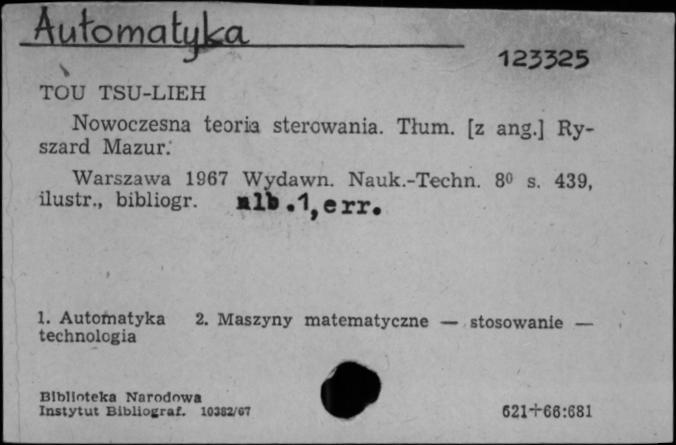 Automatyka
123325
TOU TSU-LIEH
Nowoczesna teoria sterowania. Tłum. [z ang.] Ry-
szard Mazur.
Warszawa 1967 Wydawn. Nauk.-Techn. 8⁰ s. 439,
ilustr., bibliogr. nlb.1,err.
1. Automatyka 2. Maszyny matematyczne — stosowanie —
technologia
Biblioteka Narodowa
Instytut Bibliograf. 10382/67
621+66:681